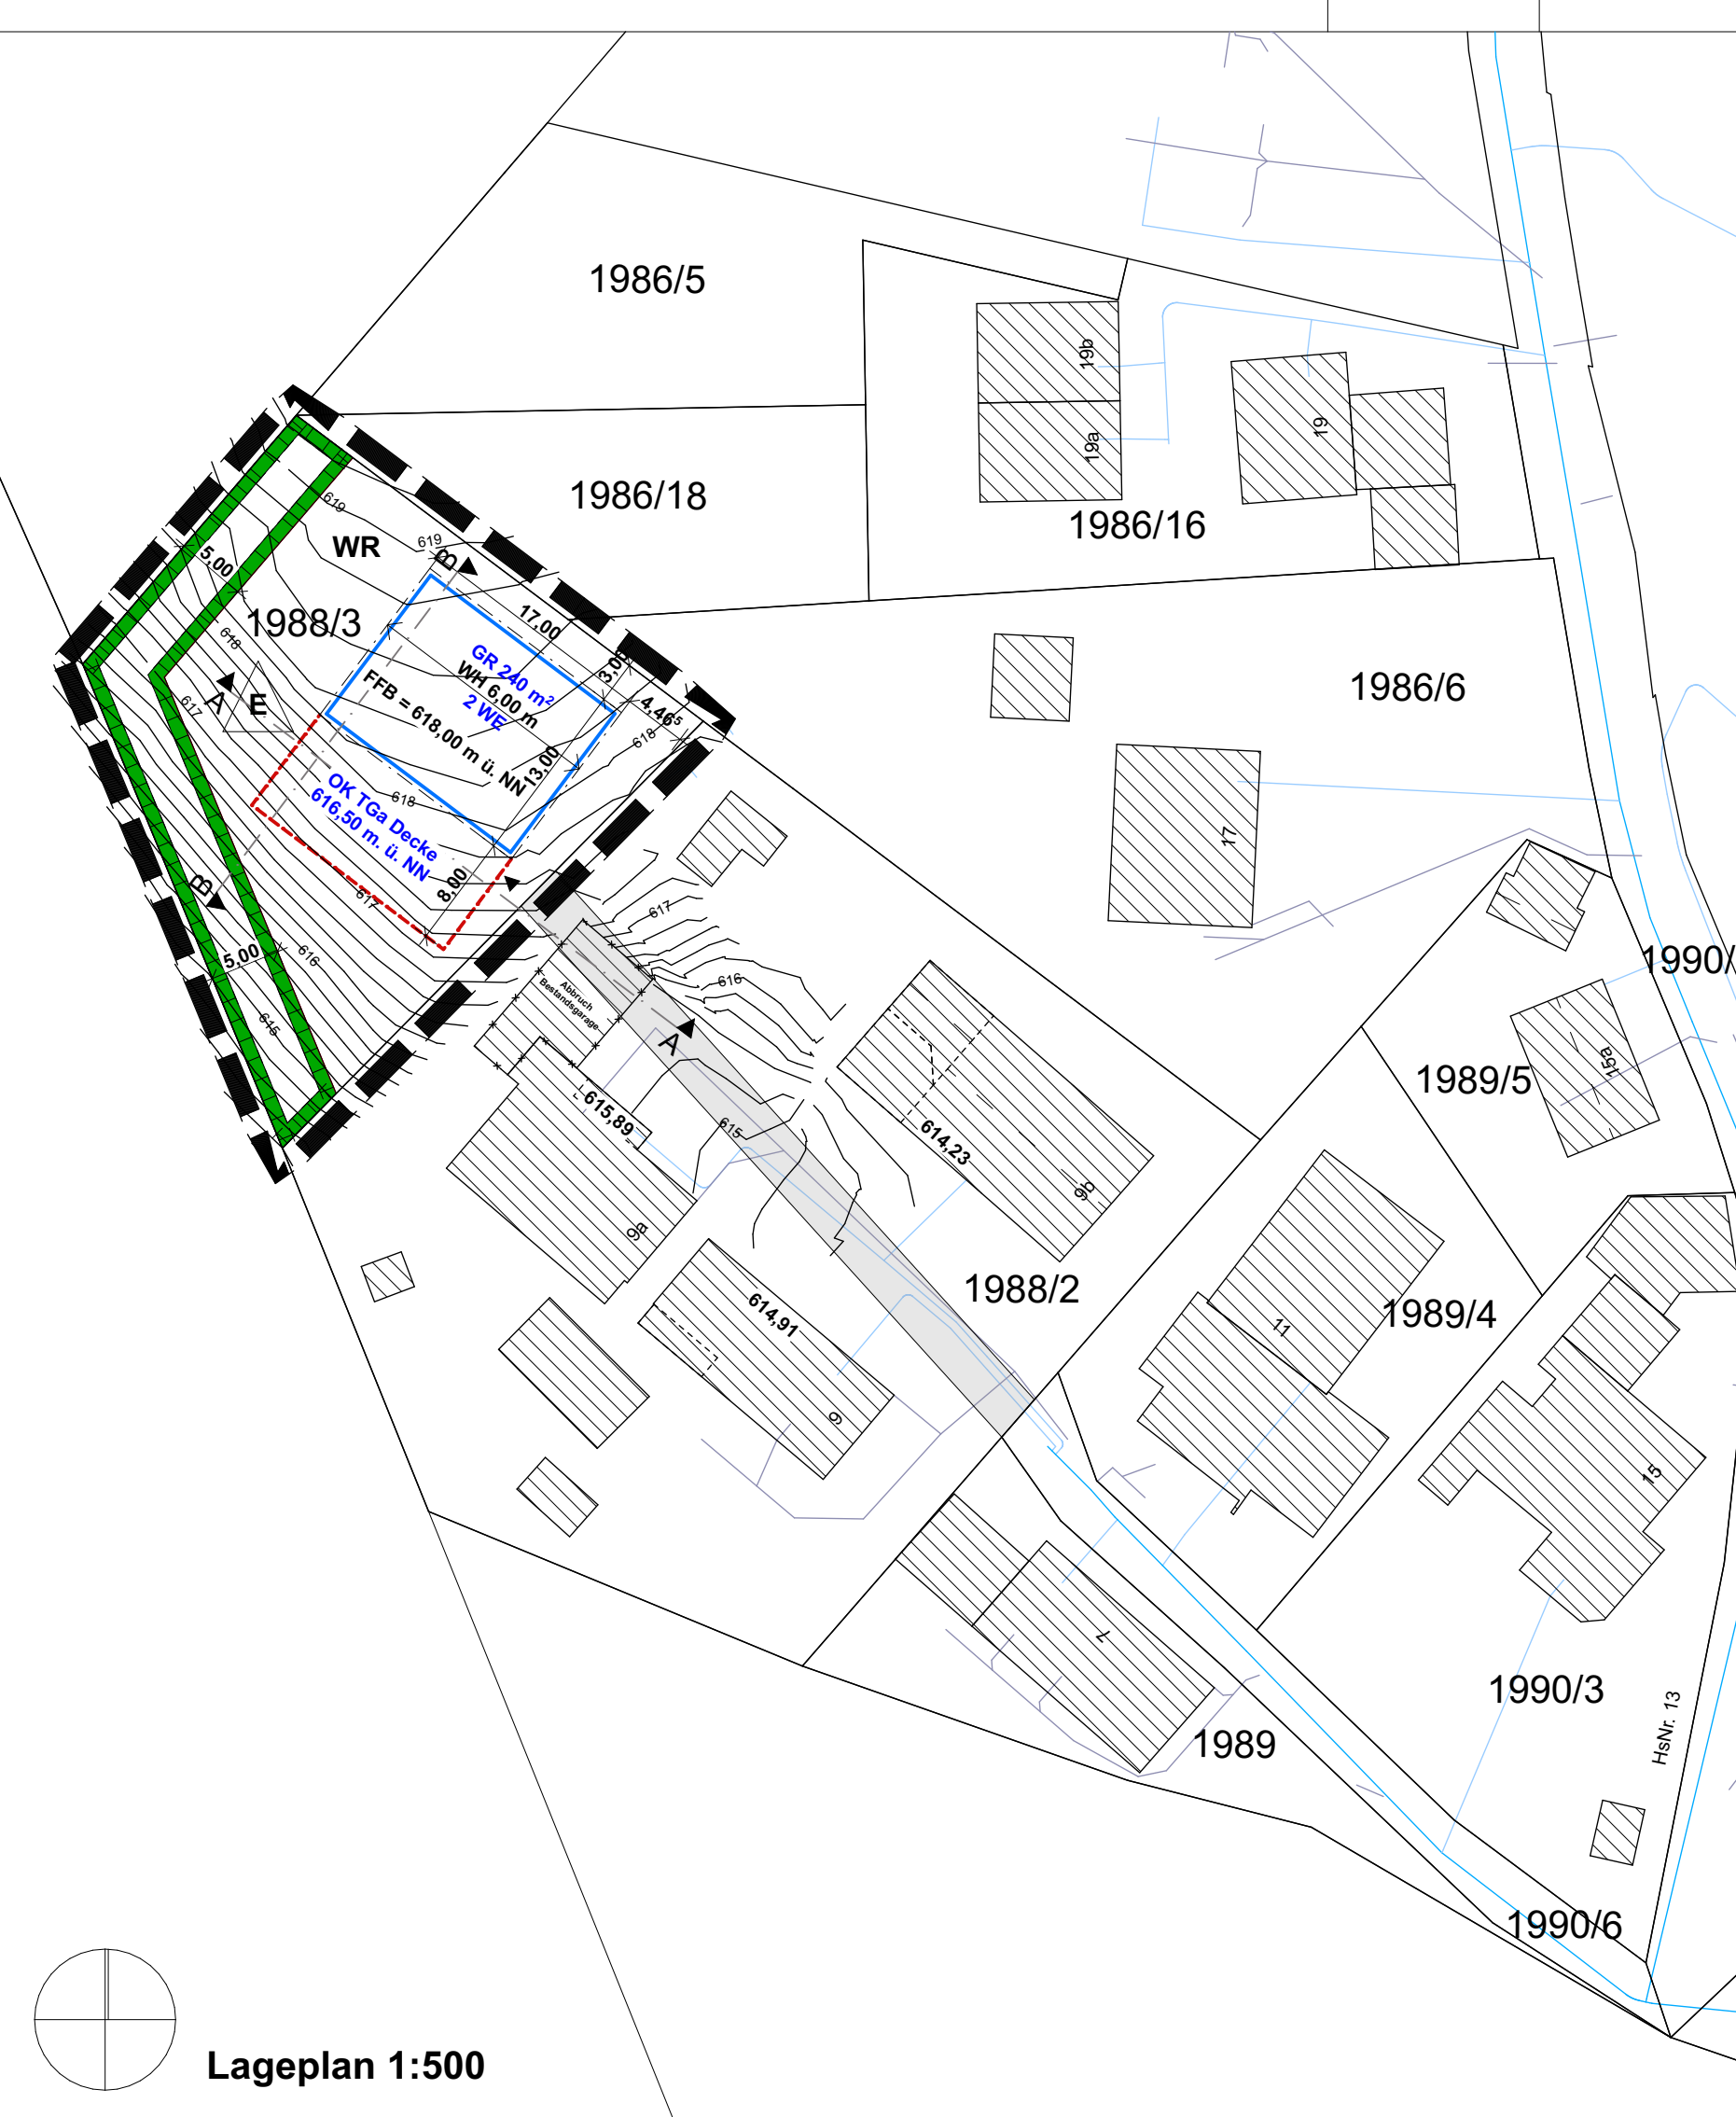 1986/5
19b
19
19a
1986/18
1986/16
619
WR
619
B
5,00
17,00
1988/3
618
GR 240 m²
WH 6,00 m
2 WE
3,00
1986/6
FFB = 618,00 m ü. NN
4,46⁵
A
E
617
618
13,00
OK TGa Decke
616,50 m. ü. NN
618
17
8,00
B
617
617
5,00
616
616
1990/
Abbruch
Bestandsgarage
615
A
615,89
615
614,23
1989/5
15a
9b
9a
1988/2
614,91
11
1989/4
9
15
7
1990/3
HsNr. 13
1989
1990/6
Lageplan 1:500